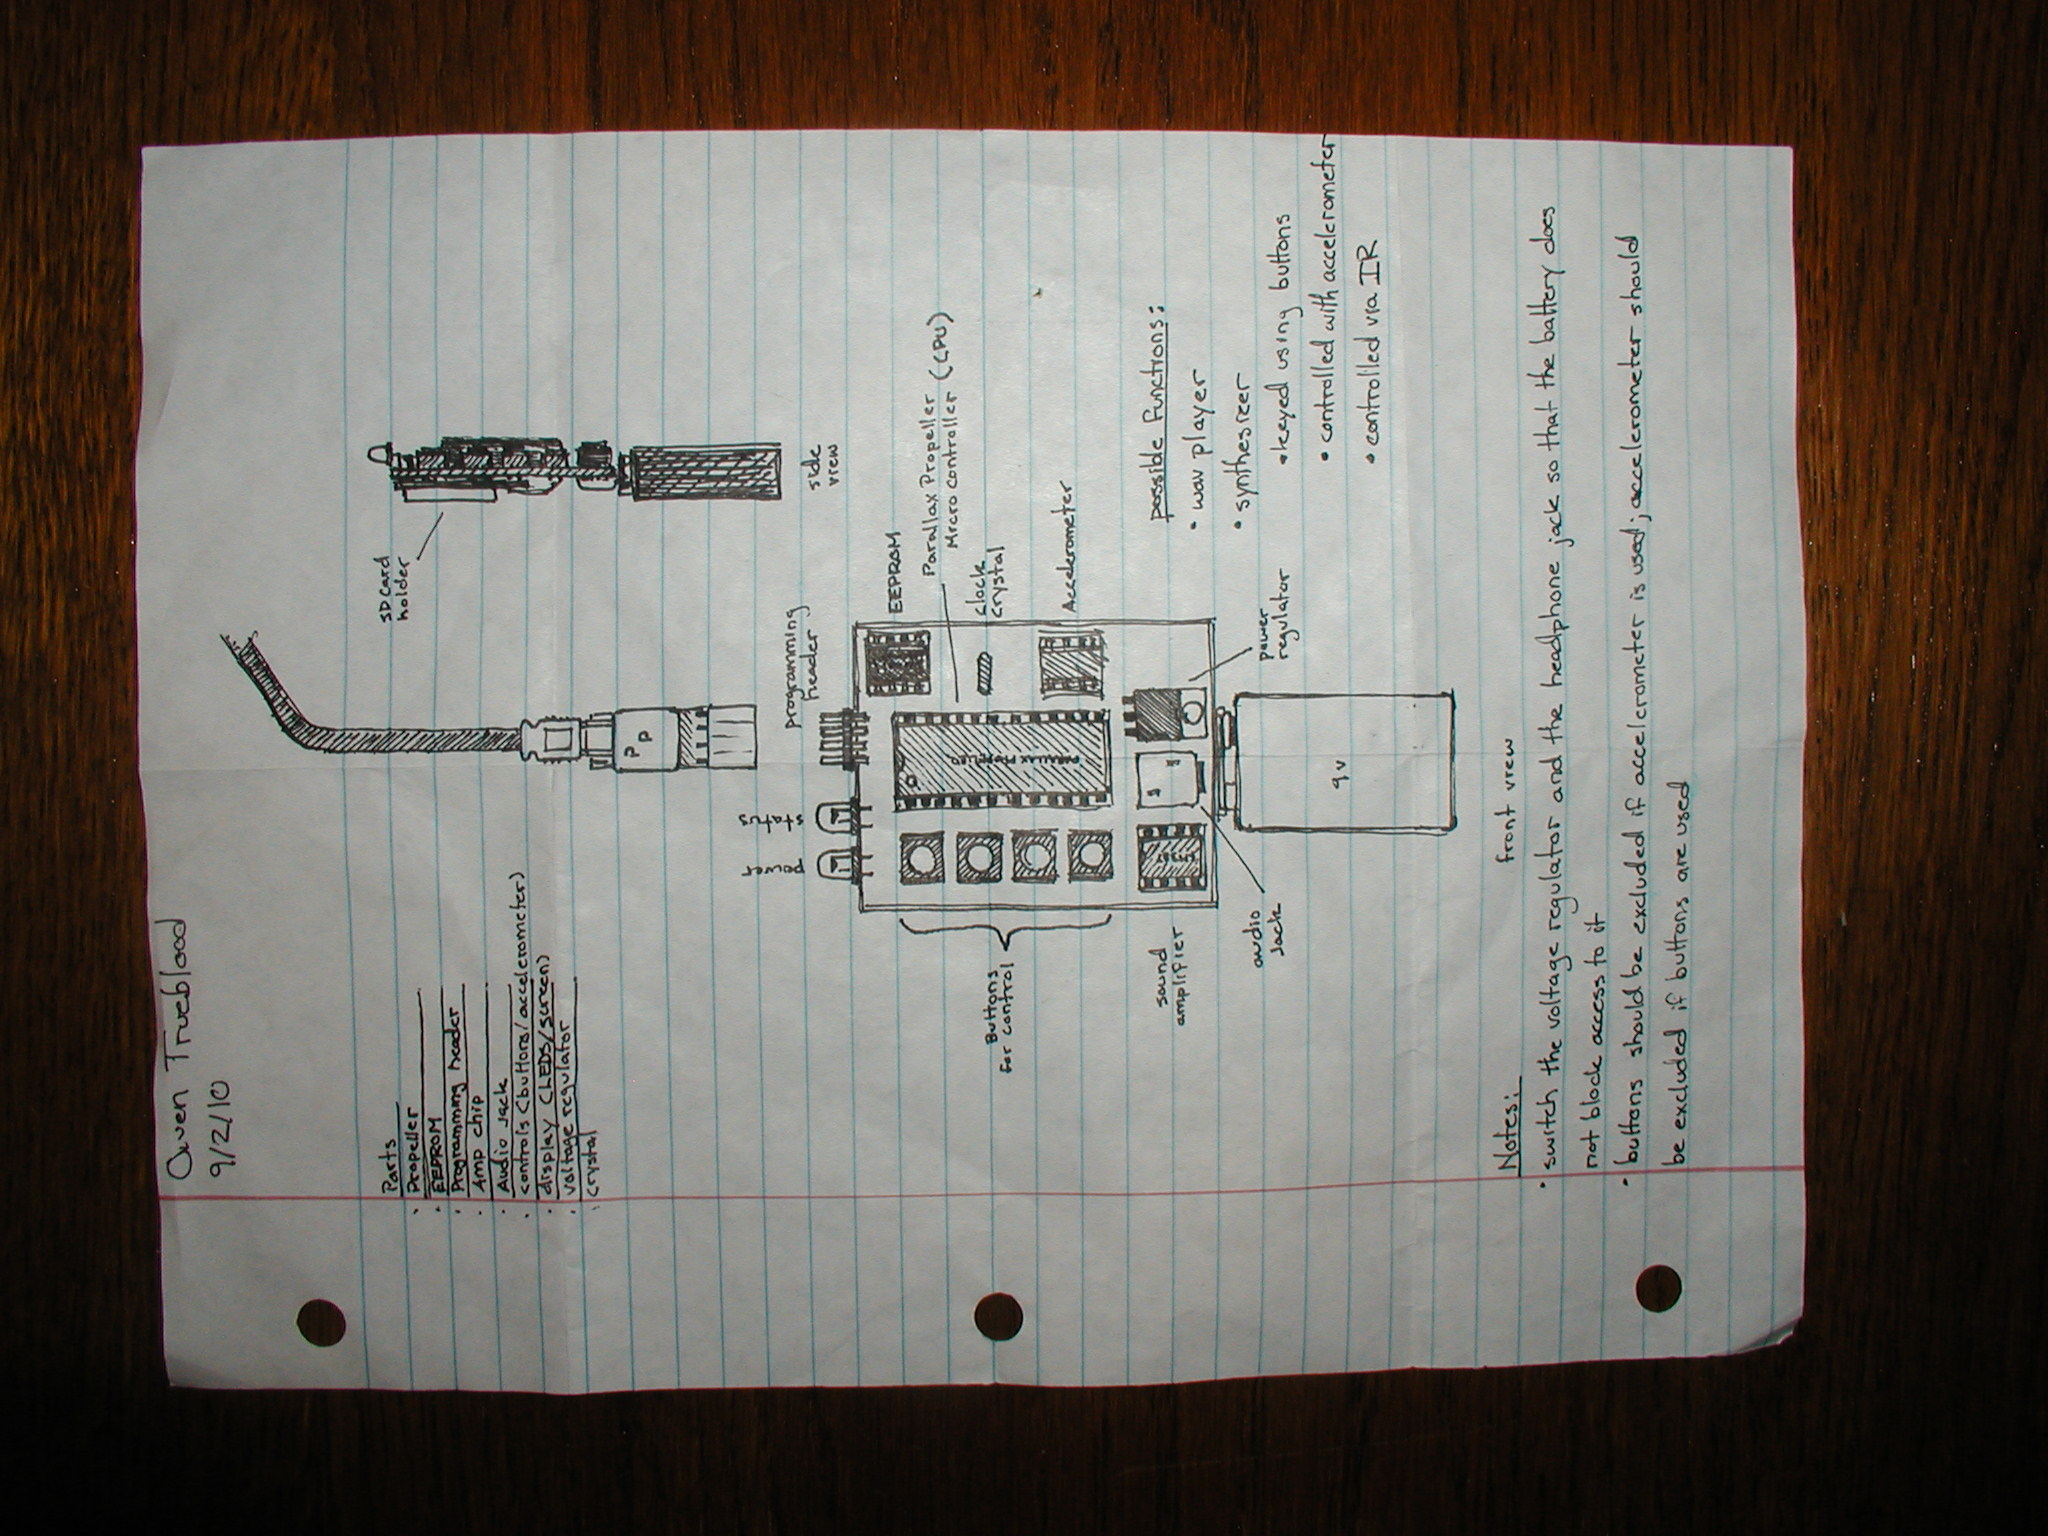 Owen Trueblood
9/2/10
Parts
• Propeller
• EEPROM
• Programming header
• Amp chip
• Audio jack
• controls (buttons/accelerometer)
• display (LEDS/screen)
• voltage regulator
• crystal
SD Card
holder
P
P
side
view
power
status
programming
header
EEPROM
Parallax Propeller
Micro controller (CPU)
PARALLAX PROPELLER
clock
crystal
Buttons
for control
Accelerometer
sound
amplifier
LM387
audio
jack
power
regulator
9v
possible functions:
• wav player
• synthesizer
• keyed using buttons
• controlled with accelerometer
• controlled via IR
front view
Notes:
• switch the voltage regulator and the headphone jack so that the battery does
not block access to it
• buttons should be excluded if accelerometer is used; accelerometer should
be excluded if buttons are used